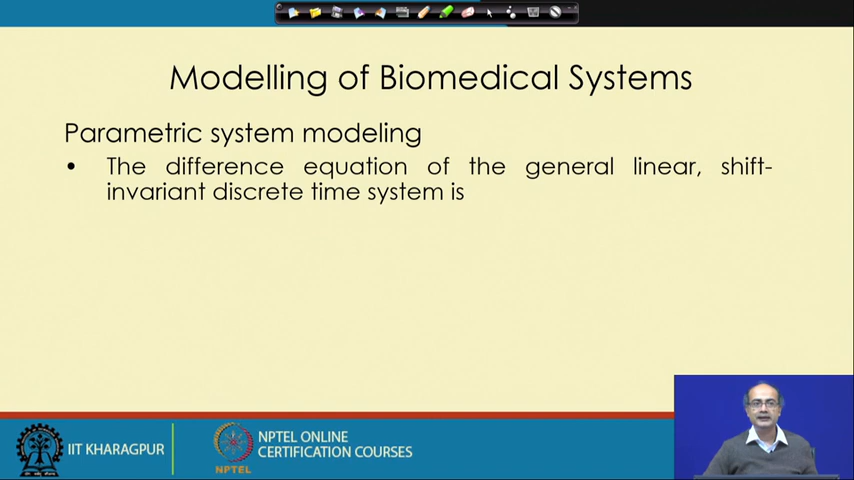 Modelling of Biomedical Systems
Parametric system modeling
• The difference equation of the general linear, shift-
invariant discrete time system is
IIT KHARAGPUR
NPTEL
NPTEL ONLINE
CERTIFICATION COURSES